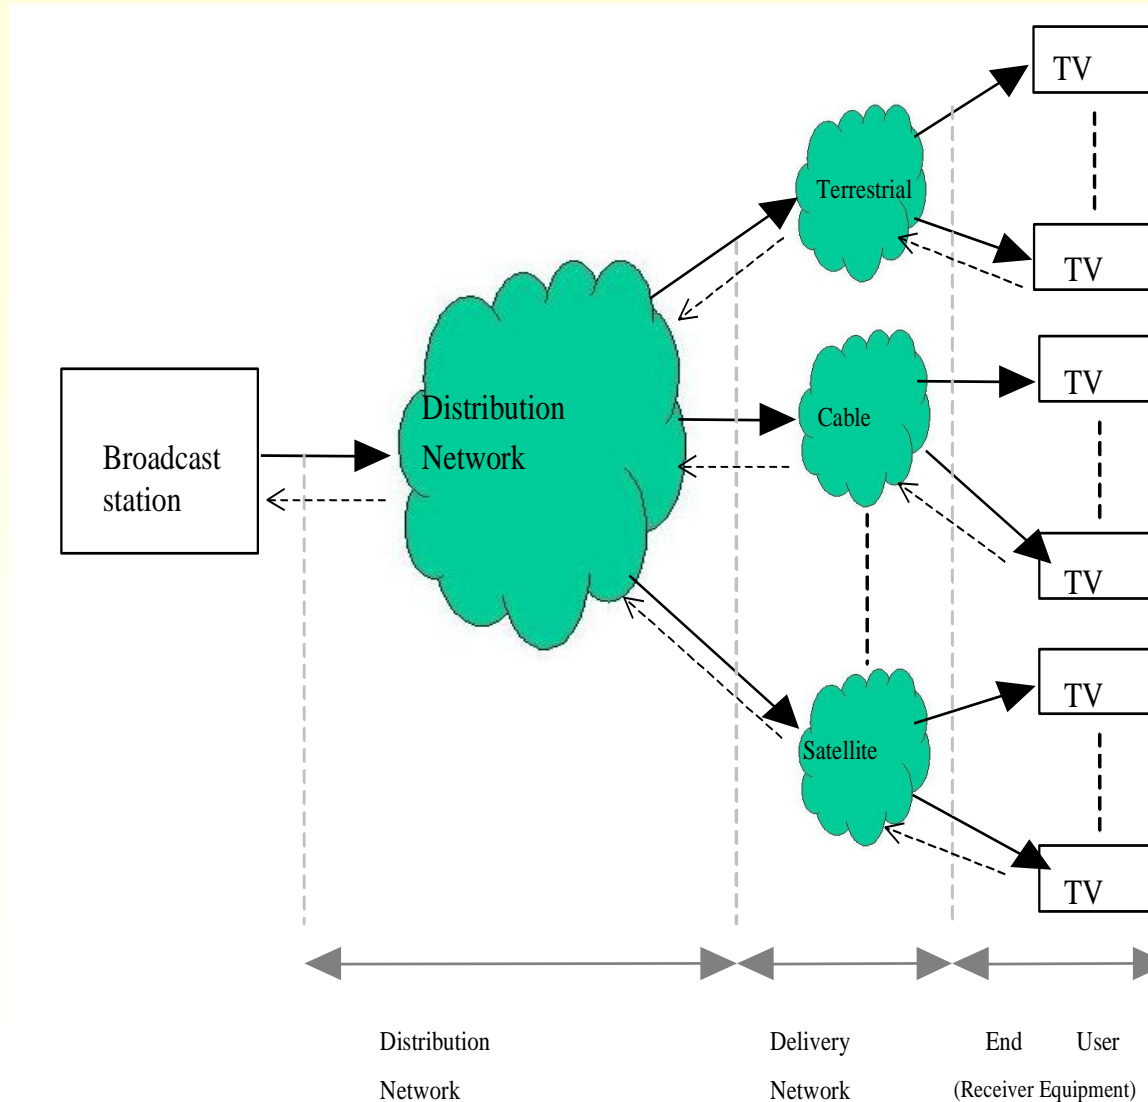 TV
Terrestrial
TV
TV
Distribution
Network
Cable
Broadcast
station
TV
TV
Satellite
TV
Distribution
Network
Delivery
Network
End User
(Receiver Equipment)